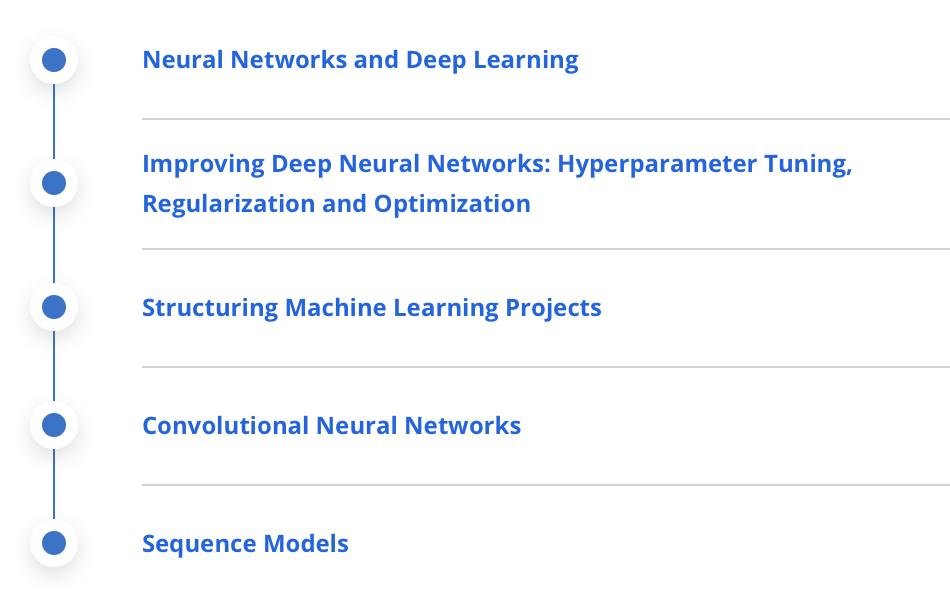 Neural Networks and Deep Learning
Improving Deep Neural Networks: Hyperparameter Tuning,
Regularization and Optimization
Structuring Machine Learning Projects
Convolutional Neural Networks
Sequence Models